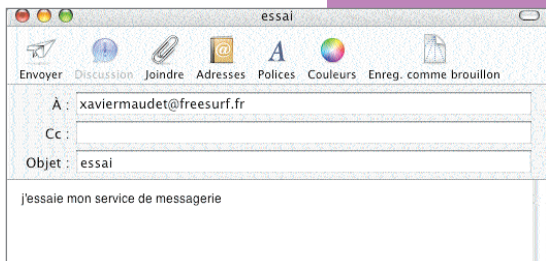 essai
Envoyer Discussion Joindre Adresses Polices Couleurs Enreg. comme brouillon
À : xaviermaudet@freesurf.fr
Cc :
Objet : essai
j'essaie mon service de messagerie